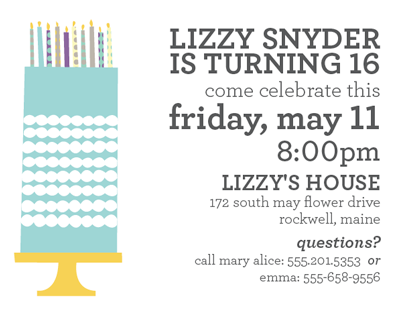 LIZZY SNYDER
IS TURNING 16
come celebrate this
friday, may 11
8:00pm
LIZZY'S HOUSE
172 south may flower drive
rockwell, maine
questions?
call mary alice: 555.201.5353 or
emma: 555-658-9556